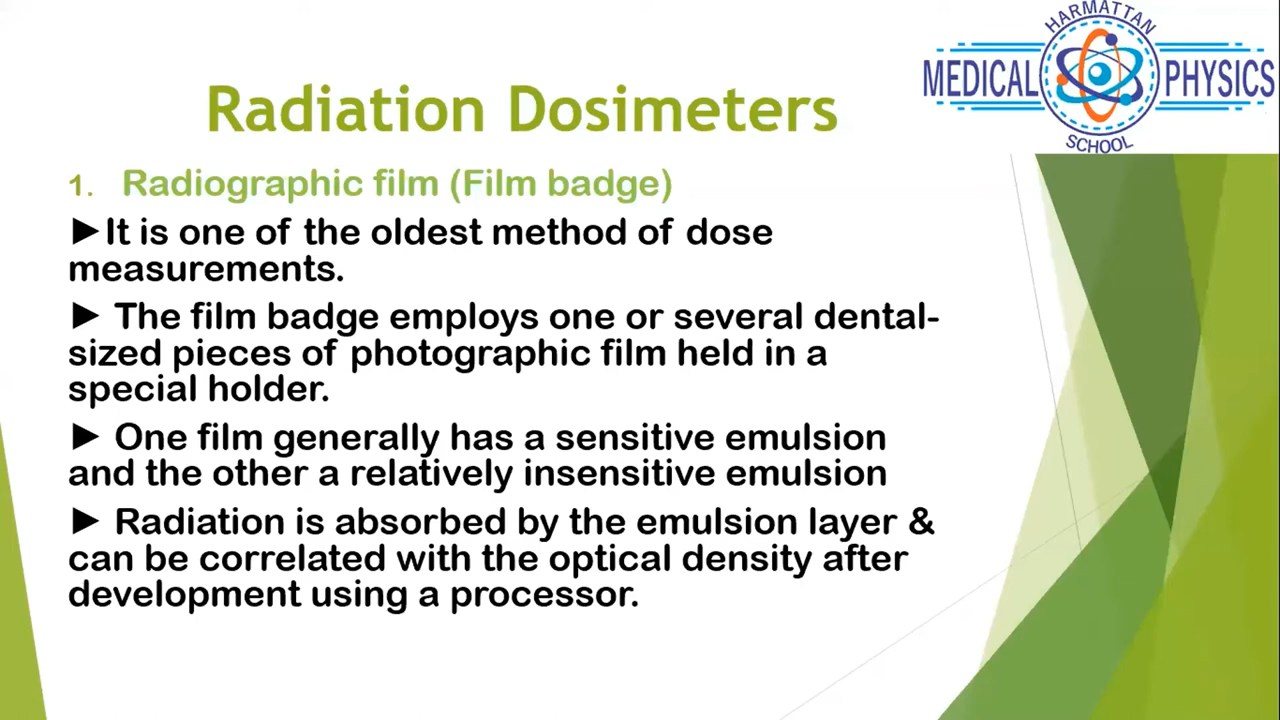 HARMATTAN
MEDICAL PHYSICS
SCHOOL
Radiation Dosimeters
1. Radiographic film (Film badge)
►It is one of the oldest method of dose
measurements.
► The film badge employs one or several dental-
sized pieces of photographic film held in a
special holder.
► One film generally has a sensitive emulsion
and the other a relatively insensitive emulsion
► Radiation is absorbed by the emulsion layer &
can be correlated with the optical density after
development using a processor.